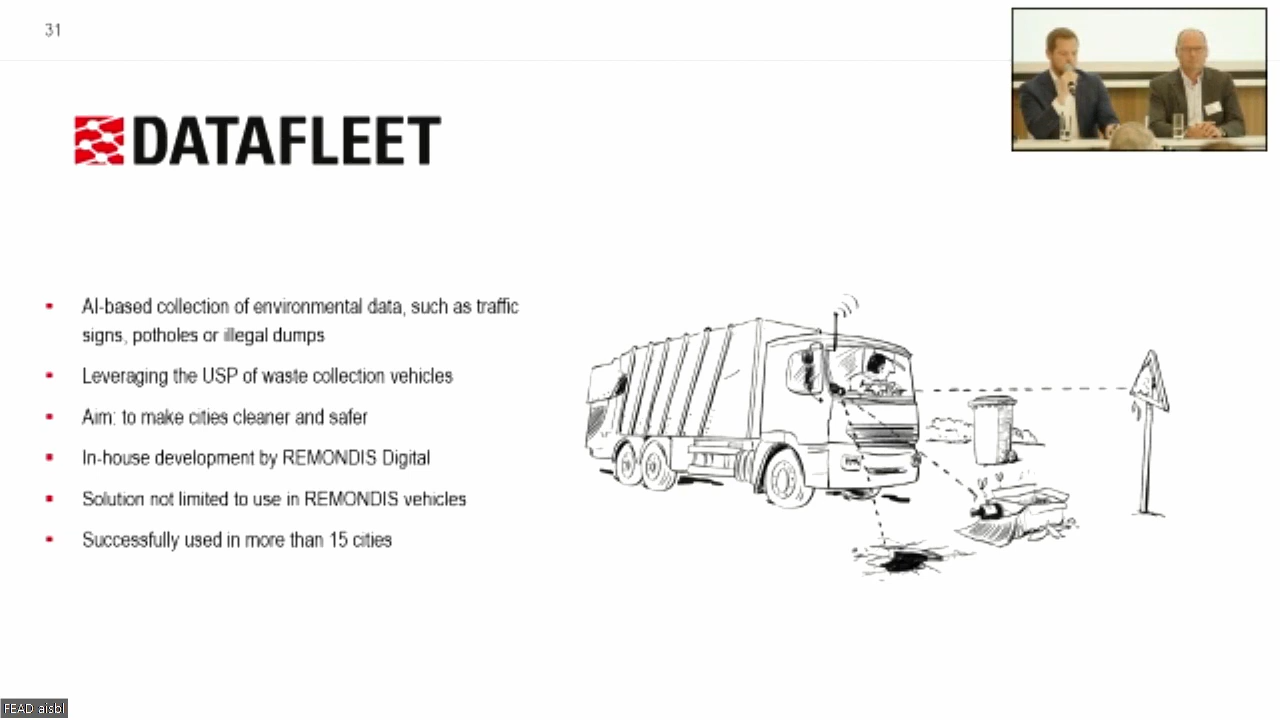 31
DATAFLEET
AI-based collection of environmental data, such as traffic
signs, potholes or illegal dumps
Leveraging the USP of waste collection vehicles
Aim: to make cities cleaner and safer
In-house development by REMONDIS Digital
Solution not limited to use in REMONDIS vehicles
Successfully used in more than 15 cities
FEAD aisbl